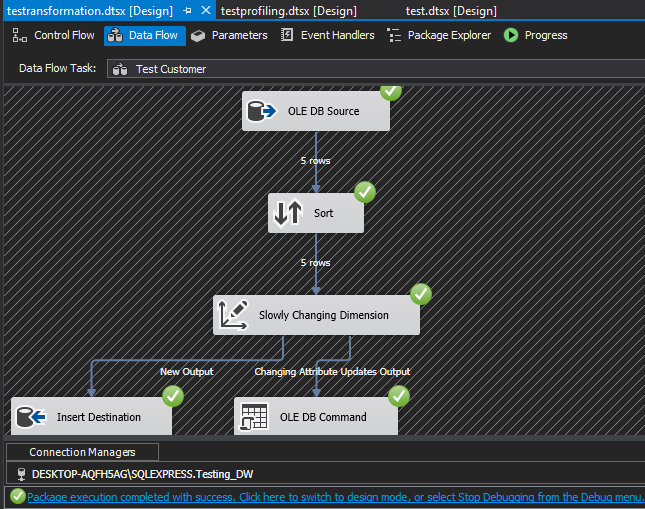 testransformation.dtsx [Design] testprofiling.dtsx [Design] test.dtsx [Design]
Control Flow Data Flow Parameters Event Handlers Package Explorer Progress
Data Flow Task: Test Customer
OLE DB Source
5 rows
Sort
5 rows
Slowly Changing Dimension
New Output Changing Attribute Updates Output
Insert Destination OLE DB Command
Connection Managers
DESKTOP-AQFH5AG\SQLEXPRESS.Testing_DW
Package execution completed with success. Click here to switch to design mode, or select Stop Debugging from the Debug menu.